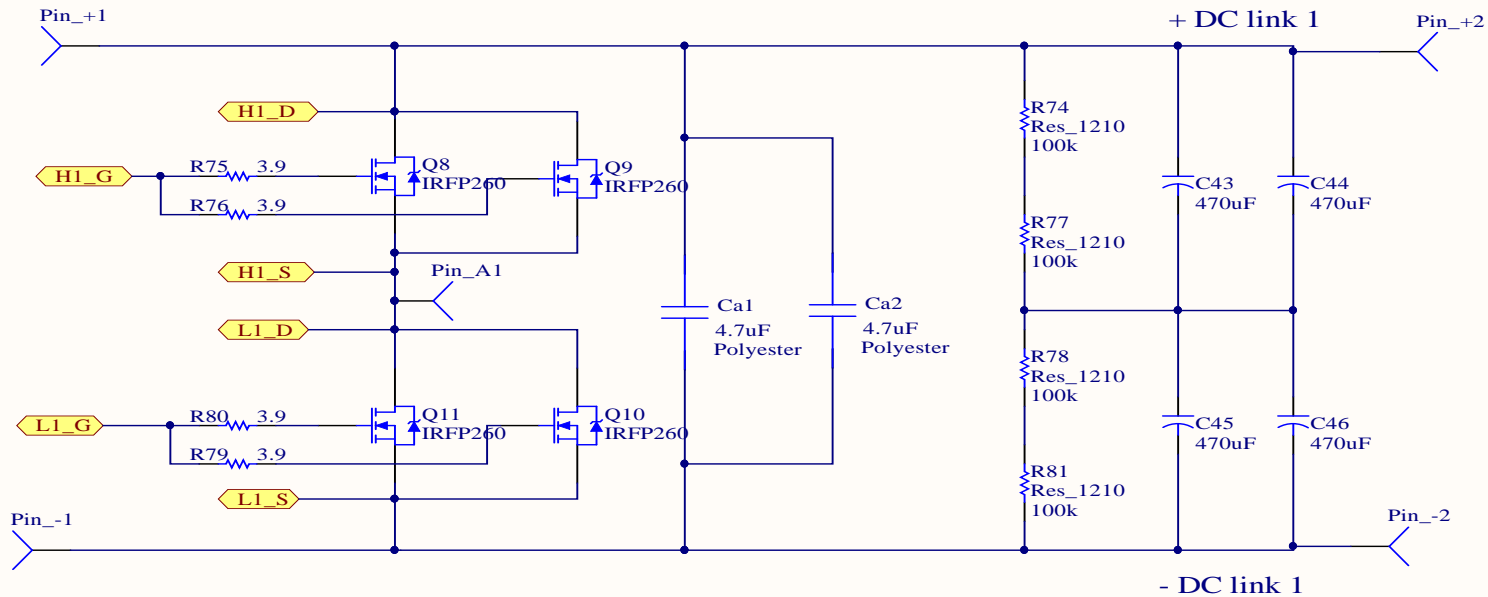 Pin_+1
+ DC link 1
Pin_+2
H1_D
R74
Res_1210
100k
R75 3.9
Q8
IRFP260
Q9
IRFP260
H1_G
R76 3.9
C43
470uF
C44
470uF
R77
Res_1210
100k
H1_S
Pin_A1
Ca1
4.7uF
Polyester
Ca2
4.7uF
Polyester
L1_D
R78
Res_1210
100k
R80 3.9
Q11
IRFP260
Q10
IRFP260
L1_G
R79 3.9
C45
470uF
C46
470uF
R81
Res_1210
100k
L1_S
Pin_-1
Pin_-2
- DC link 1